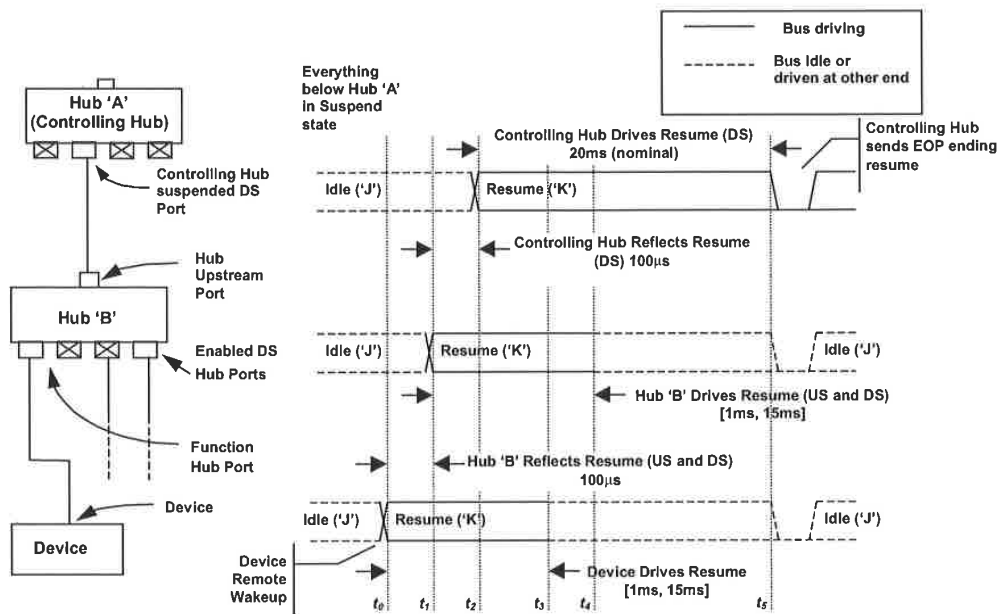 Bus driving
Bus Idle or
driven at other end
Hub ‘A’
(Controlling Hub)
Controlling Hub
suspended DS
Port
Hub
Upstream
Port
Hub ‘B’
Enabled DS
Hub Ports
Function
Hub Port
Device
Device
Everything
below Hub ‘A’
in Suspend
state
Controlling Hub Drives Resume (DS)
20ms (nominal)
Controlling Hub
sends EOP ending
resume
Idle (‘J’)
Resume (‘K’)
Controlling Hub Reflects Resume
(DS) 100µs
Idle (‘J’)
Resume (‘K’)
Idle (‘J’)
Hub ‘B’ Drives Resume (US and DS)
[1ms, 15ms]
Hub ‘B’ Reflects Resume (US and DS)
100µs
Idle (‘J’)
Resume (‘K’)
Idle (‘J’)
Device
Remote
Wakeup
Device Drives Resume
[1ms, 15ms]
t0 t1 t2 t3 t4 t5